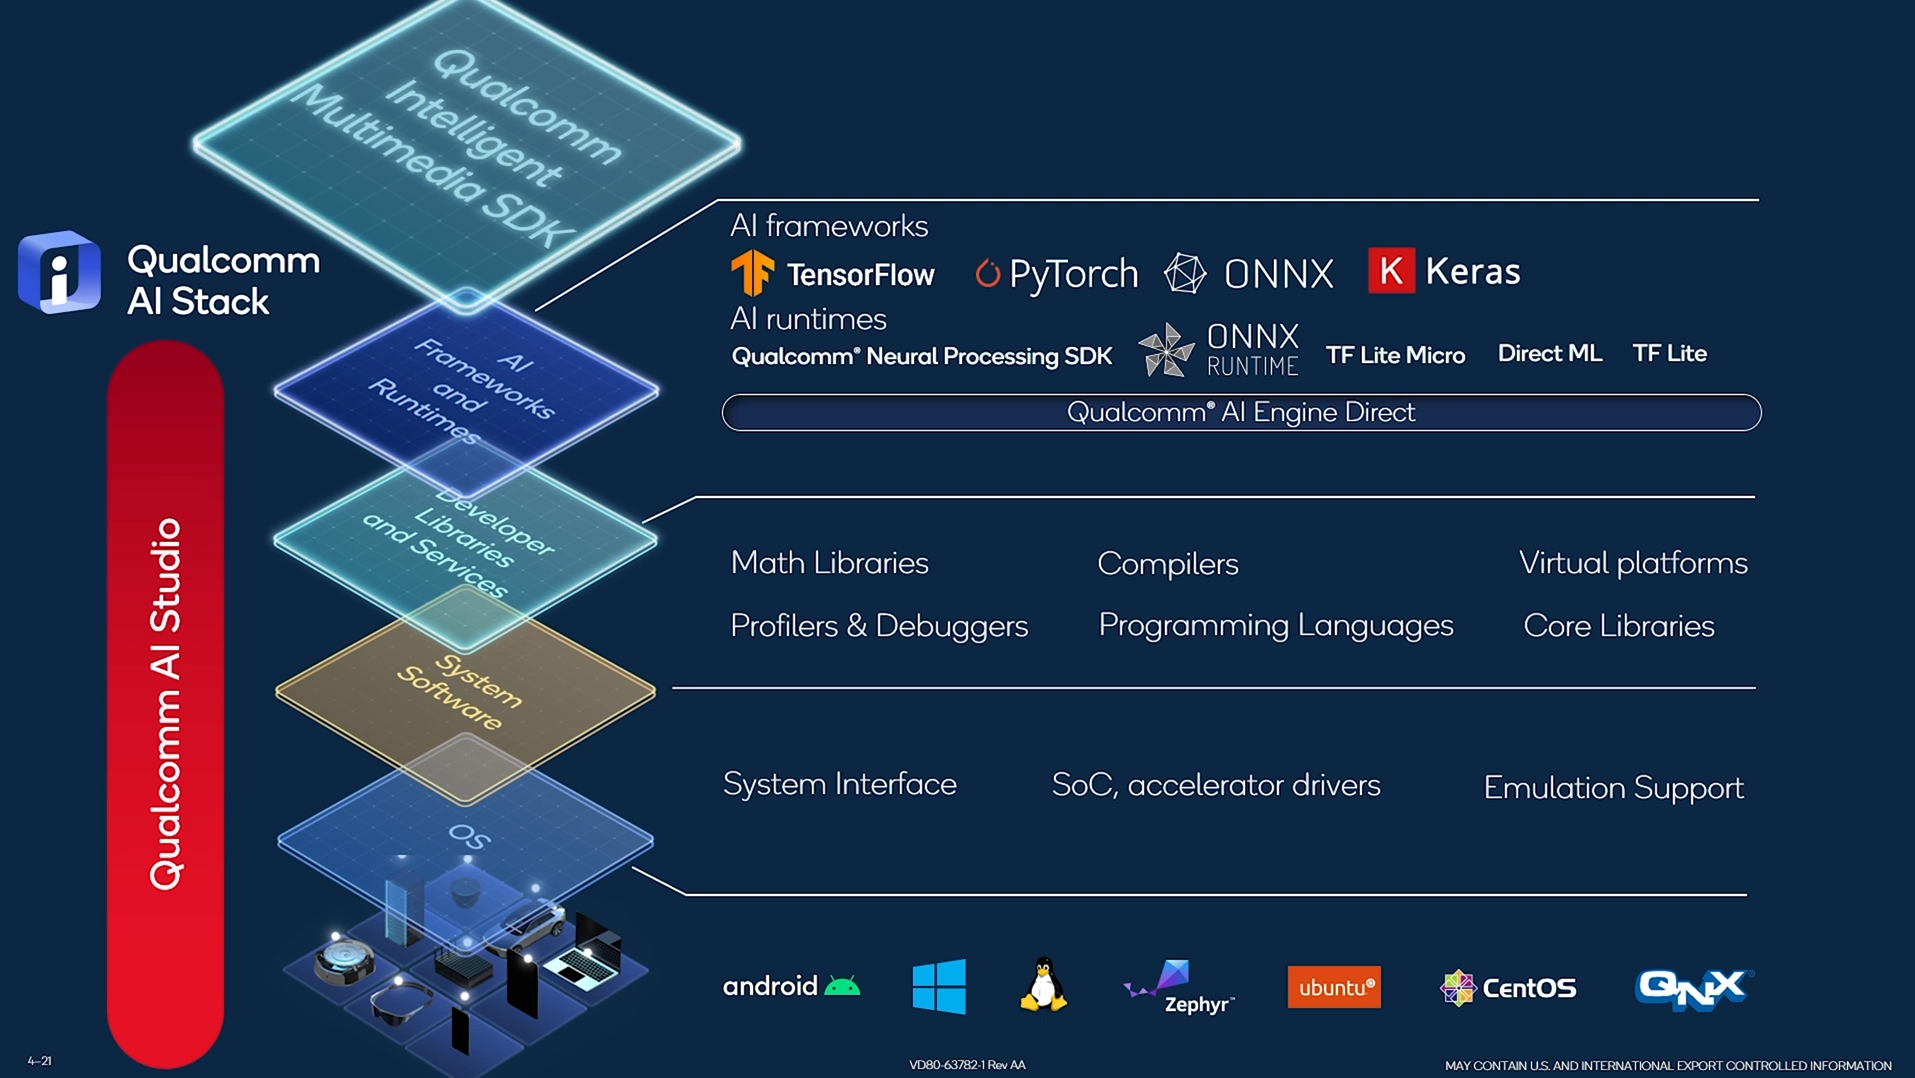 Qualcomm
Intelligent
Multimedia SDK
Qualcomm
AI Stack
AI frameworks
TensorFlow
PyTorch
ONNX
K Keras
AI runtimes
Qualcomm® Neural Processing SDK
ONNX
RUNTIME
TF Lite Micro
Direct ML
TF Lite
Qualcomm® AI Engine Direct
AI
Frameworks
and
Runtimes
Developer
Libraries
and Services
Math Libraries
Compilers
Virtual platforms
Profilers & Debuggers
Programming Languages
Core Libraries
System
Software
System Interface
SoC, accelerator drivers
Emulation Support
OS
Qualcomm AI Studio
android
Zephyr™
ubuntu®
CentOS
QNX
4–21
VD80-63782-1 Rev AA
MAY CONTAIN U.S. AND INTERNATIONAL EXPORT CONTROLLED INFORMATION